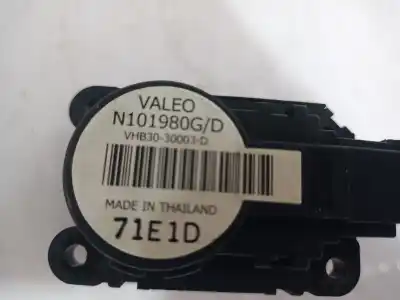 VALEO
N101980G/D
VHB30-30003-D
MADE IN THAILAND
71E1D